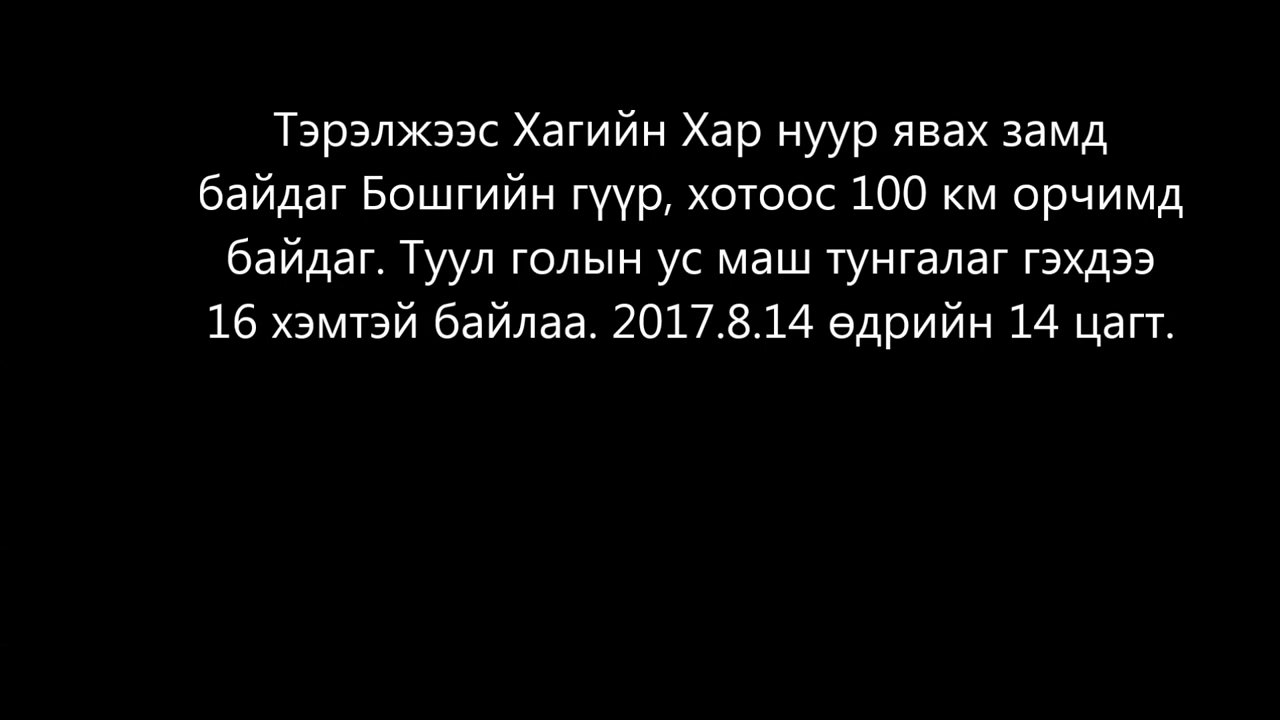 Тэрэлжээс Хагийн Хар нуур явах замд
байдаг Бошгийн гүүр, хотоос 100 км орчимд
байдаг. Туул голын ус маш тунгалаг гэхдээ
16 хэмтэй байлаа. 2017.8.14 өдрийн 14 цагт.